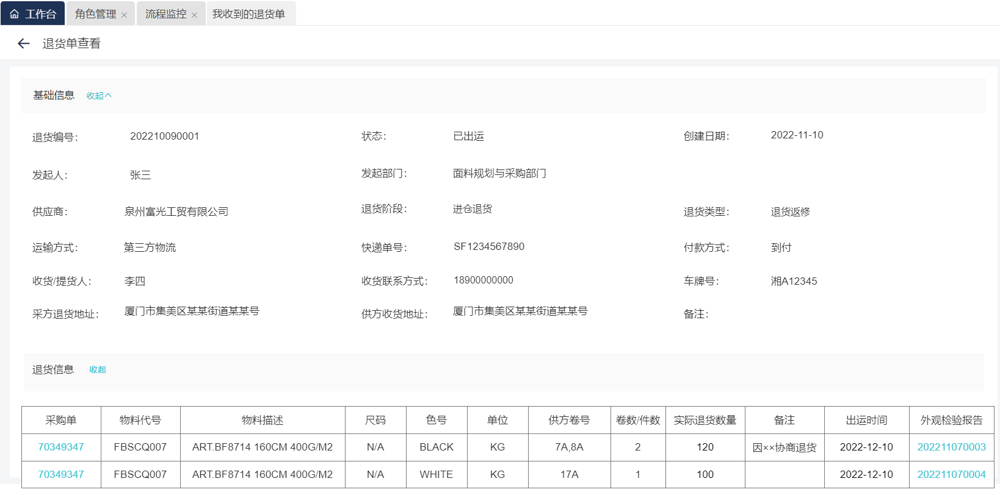 工作台 角色管理 × 流程监控 × 我收到的退货单
退货单查看
基础信息 收起
退货编号： 202210090001 状态： 已出运 创建日期： 2022-11-10
发起人： 张三 发起部门： 面料规划与采购部门
供应商： 泉州富光工贸有限公司 退货阶段： 进仓退货 退货类型： 退货返修
运输方式： 第三方物流 快递单号： SF1234567890 付款方式： 到付
收货/提货人： 李四 收货联系方式： 18900000000 车牌号： 湘A12345
采方退货地址： 厦门市集美区某某街道某某号 供方收货地址： 厦门市集美区某某街道某某号 备注：
退货信息 收起
采购单 物料代号 物料描述 尺码 色号 单位 供方卷号 卷数/件数 实际退货数量 备注 出运时间 外观检验报告
70349347 FBSCQ007 ART.BF8714 160CM 400G/M2 N/A BLACK KG 7A,8A 2 120 因××协商退货 2022-12-10 202211070003
70349347 FBSCQ007 ART.BF8714 160CM 400G/M2 N/A WHITE KG 17A 1 100 2022-12-10 202211070004